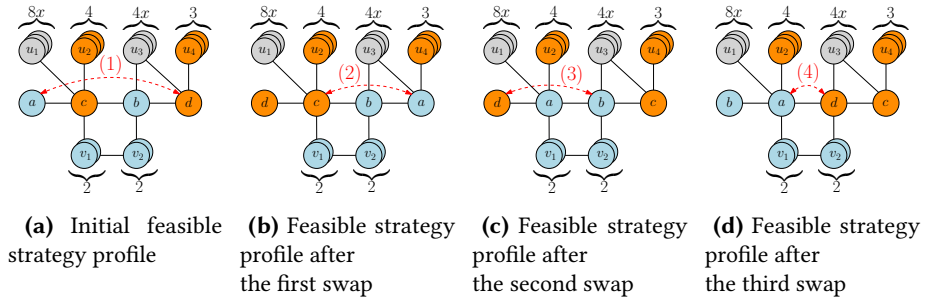 8x 4 4x 3
u1 u2 u3 u4
(1)
a c b d
v1 v2
2 2
(a) Initial feasible
strategy profile
8x 4 4x 3
u1 u2 u3 u4
(2)
d c b a
v1 v2
2 2
(b) Feasible strategy
profile after
the first swap
8x 4 4x 3
u1 u2 u3 u4
(3)
d a b c
v1 v2
2 2
(c) Feasible strategy
profile after
the second swap
8x 4 4x 3
u1 u2 u3 u4
(4)
b a d c
v1 v2
2 2
(d) Feasible strategy
profile after
the third swap